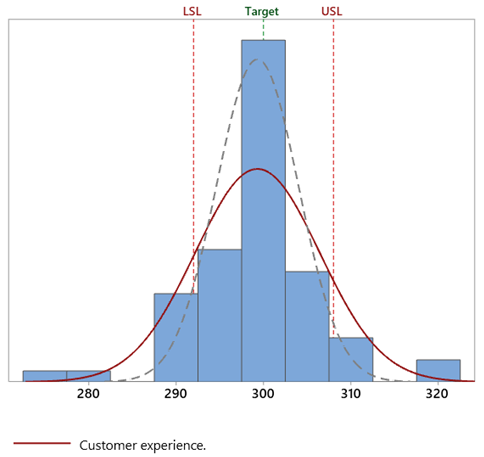 LSL Target USL
280 290 300 310 320
Customer experience.